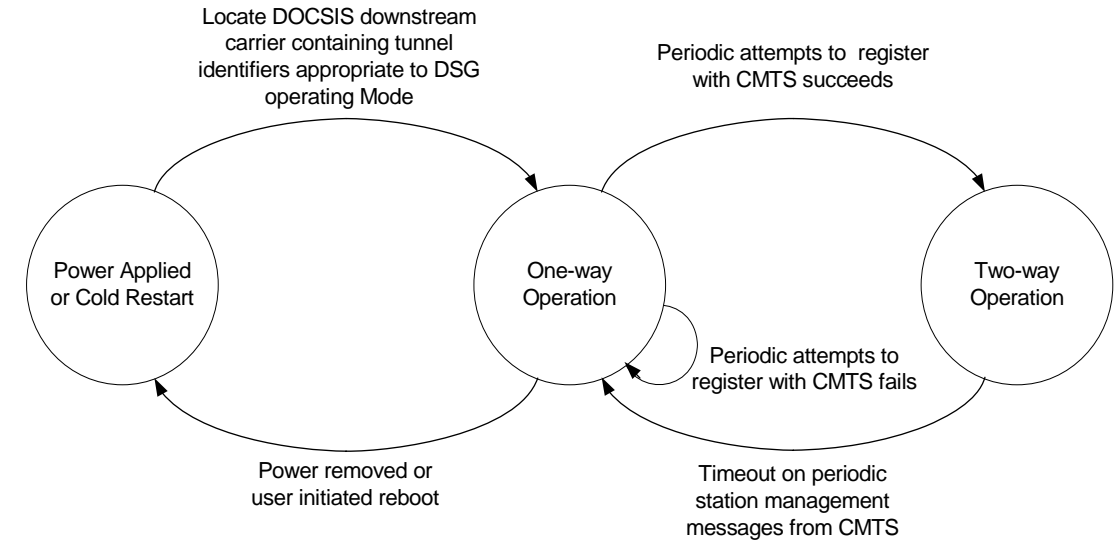 Locate DOCSIS downstream
carrier containing tunnel
identifiers appropriate to DSG
operating Mode
Periodic attempts to register
with CMTS succeeds
Power Applied
or Cold Restart
One-way
Operation
Two-way
Operation
Periodic attempts to
register with CMTS fails
Power removed or
user initiated reboot
Timeout on periodic
station management
messages from CMTS